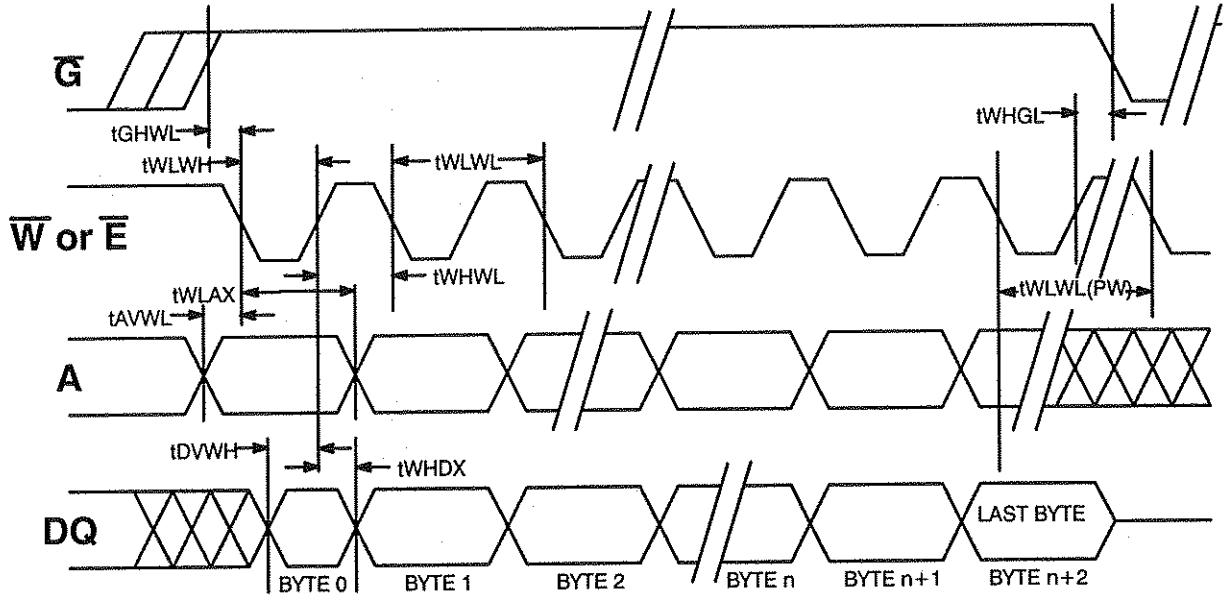 G̅
tGHWL
tWHGL
tWLWH
tWLWL
W̅ or E̅
tWHWL
tWLAX
tWLWL(PW)
tAVWL
A
tDVWH
tWHDX
DQ
LAST BYTE
BYTE 0
BYTE 1
BYTE 2
BYTE n
BYTE n+1
BYTE n+2